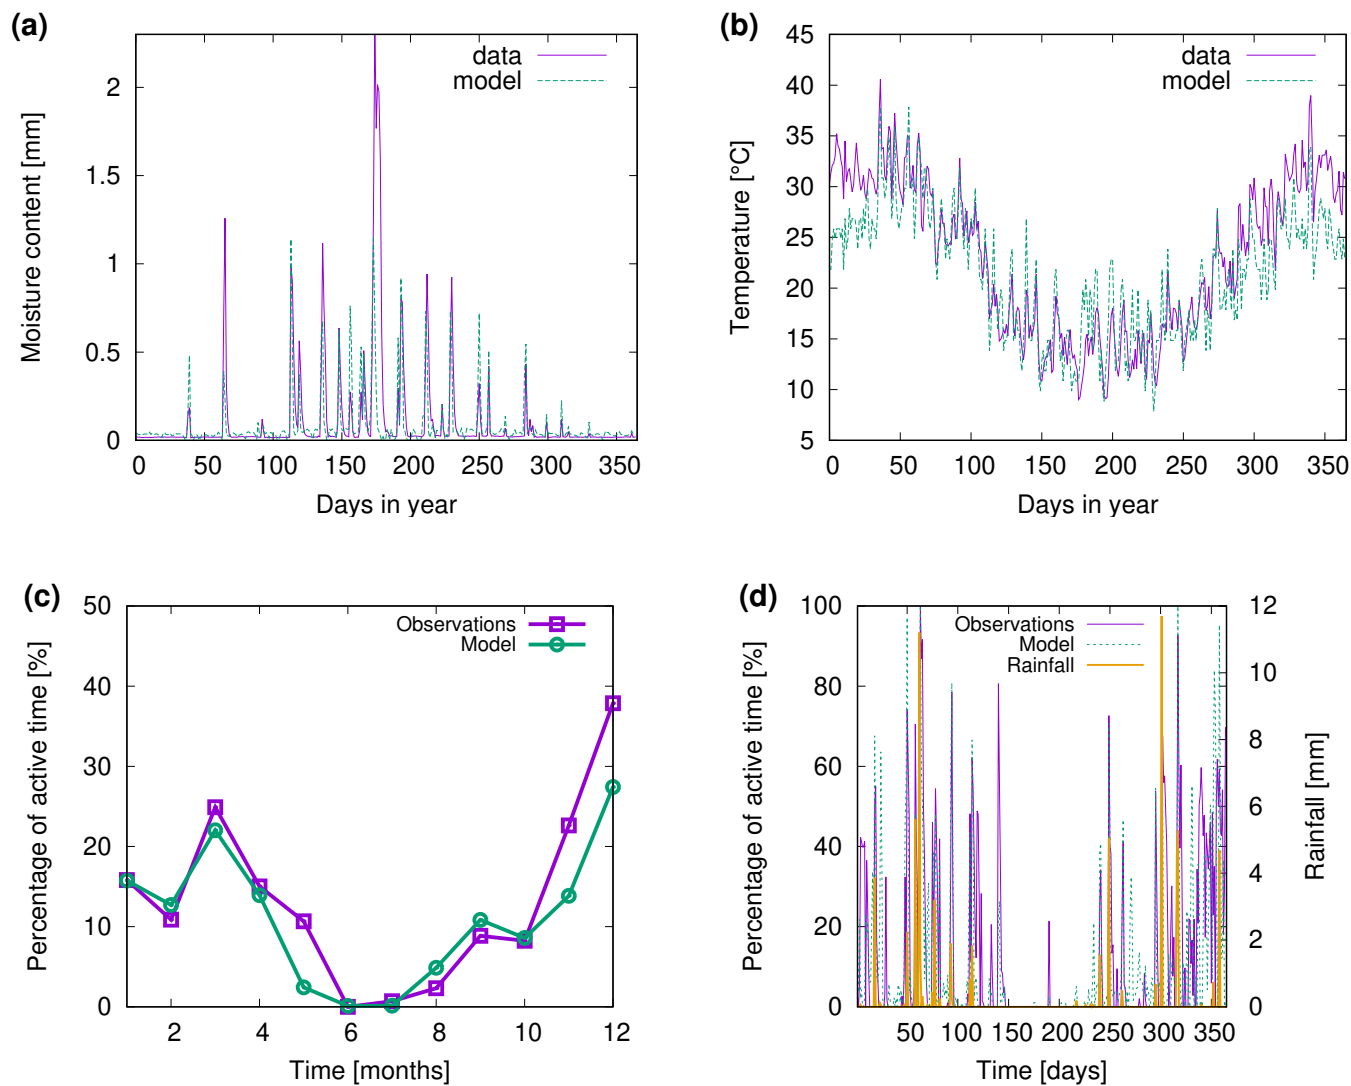 (a)
data
model
2
1.5
1
0.5
0
0 50 100 150 200 250 300 350
Moisture content [mm]
Days in year
(b)
data
model
45
40
35
30
25
20
15
10
5
0 50 100 150 200 250 300 350
Temperature [°C]
Days in year
(c)
Observations
Model
50
40
30
20
10
0
2 4 6 8 10 12
Percentage of active time [%]
Time [months]
(d)
Observations
Model
Rainfall
100
80
60
40
20
0
12
10
8
6
4
2
0
50 100 150 200 250 300 350
Percentage of active time [%]
Rainfall [mm]
Time [days]